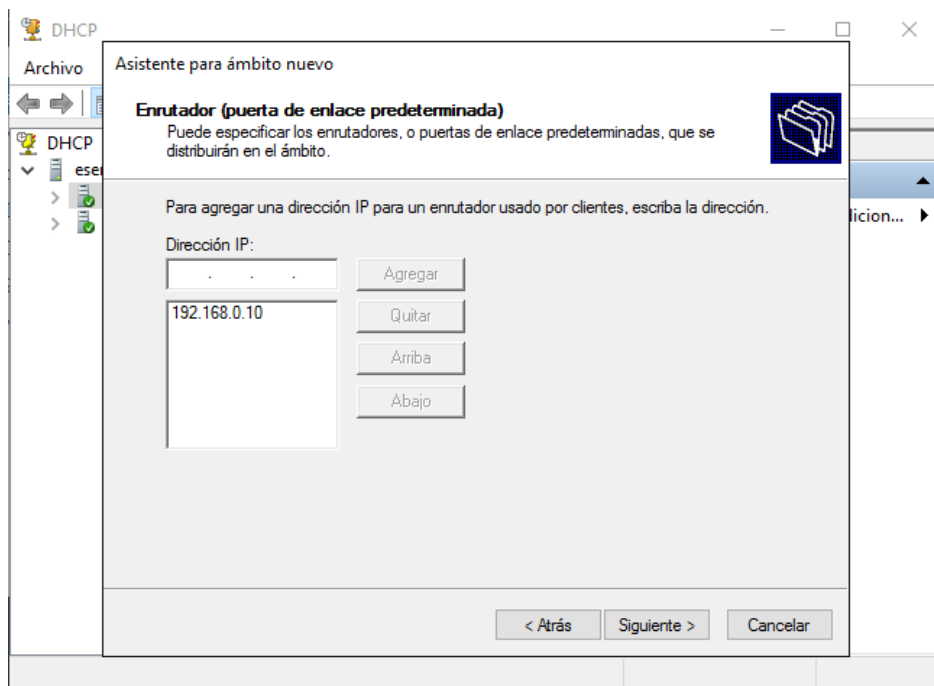 DHCP
Archivo
Asistente para ámbito nuevo
Enrutador (puerta de enlace predeterminada)
Puede especificar los enrutadores, o puertas de enlace predeterminadas, que se
distribuirán en el ámbito.
DHCP
eser
Para agregar una dirección IP para un enrutador usado por clientes, escriba la dirección.
licion...
Dirección IP:
. . .
Agregar
192.168.0.10
Quitar
Arriba
Abajo
< Atrás
Siguiente >
Cancelar